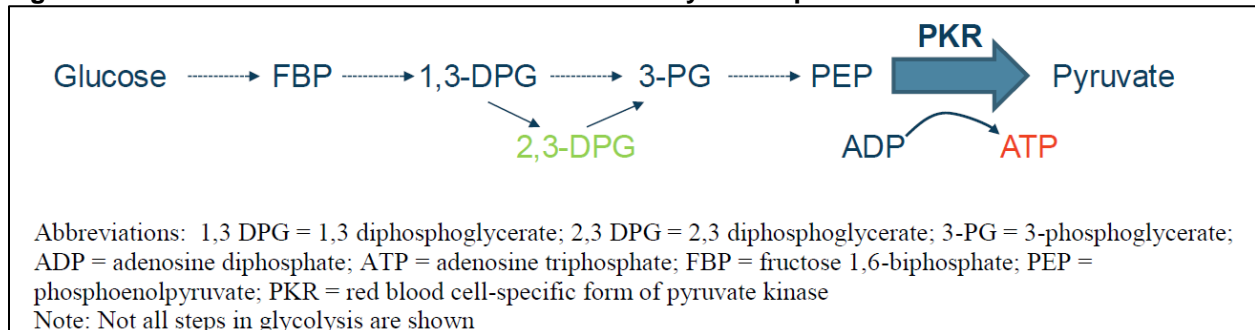 PKR
Glucose FBP 1,3-DPG 3-PG PEP Pyruvate
2,3-DPG ADP ATP
Abbreviations: 1,3 DPG = 1,3 diphosphoglycerate; 2,3 DPG = 2,3 diphosphoglycerate; 3-PG = 3-phosphoglycerate;
ADP = adenosine diphosphate; ATP = adenosine triphosphate; FBP = fructose 1,6-biphosphate; PEP =
phosphoenolpyruvate; PKR = red blood cell-specific form of pyruvate kinase
Note: Not all steps in glycolysis are shown